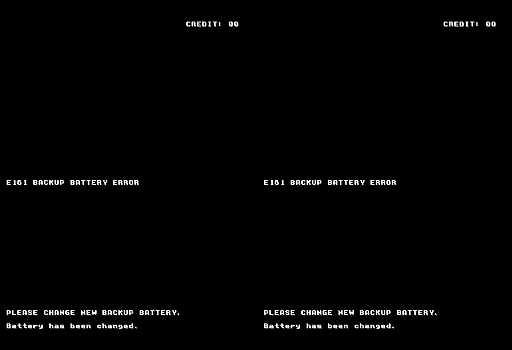 CREDIT: 00 CREDIT: 00
E161 BACKUP BATTERY ERROR E151 BACKUP BATTERY ERROR
PLEASE CHANGE NEW BACKUP BATTERY. PLEASE CHANGE NEW BACKUP BATTERY.
Battery has been changed. Battery has been changed.